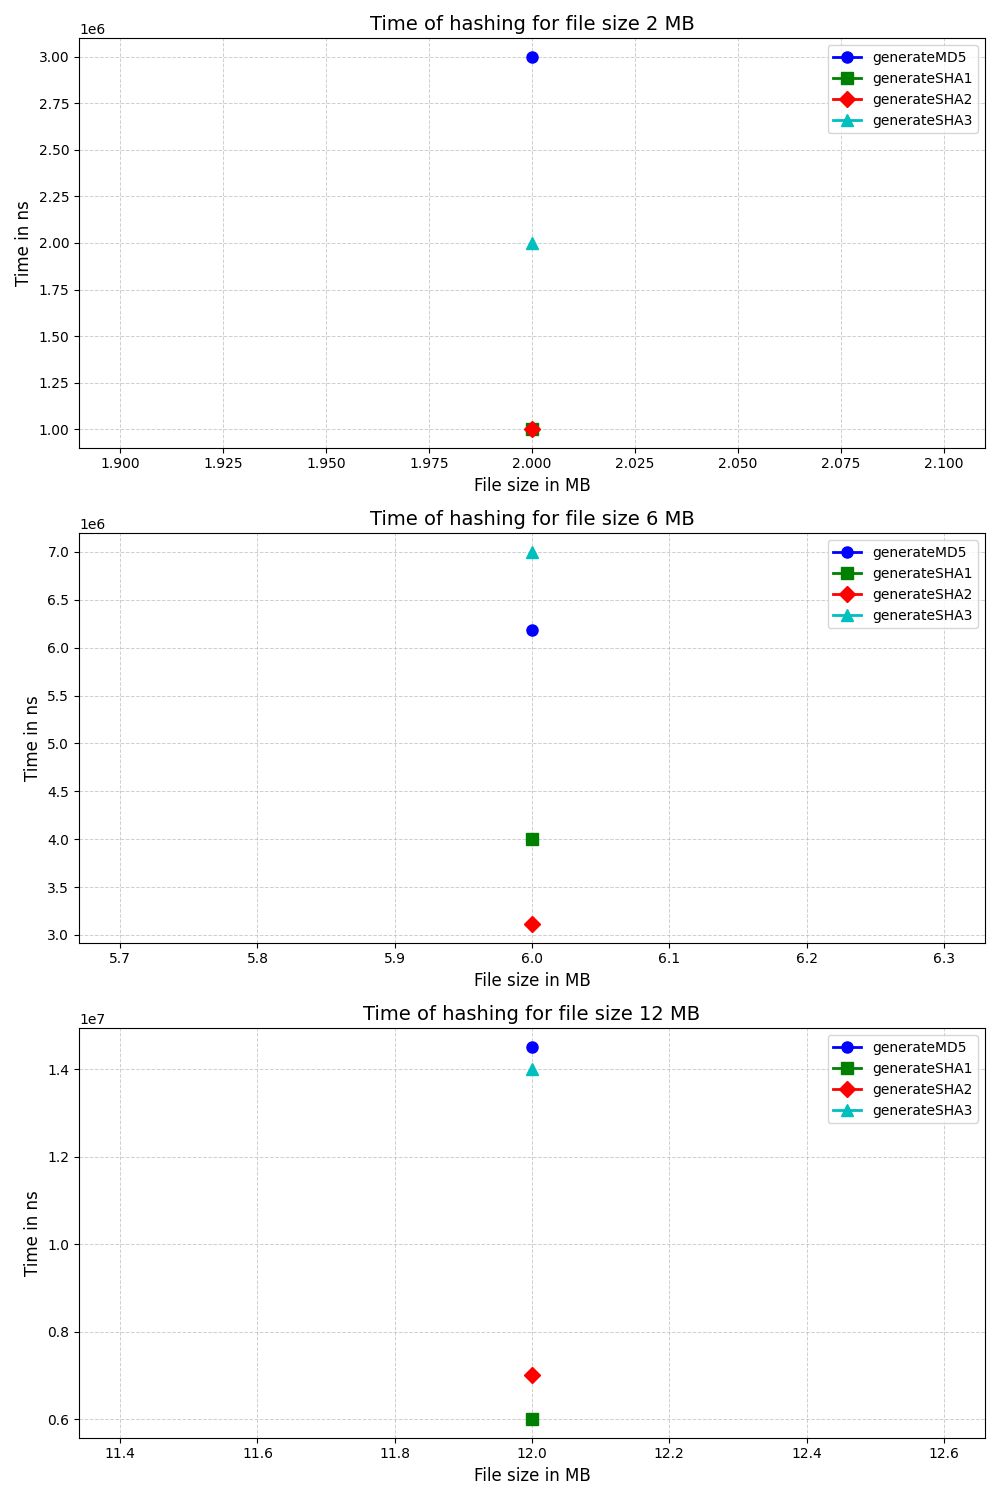 Time of hashing for file size 2 MB
1e6
3.00
2.75
2.50
2.25
2.00
1.75
1.50
1.25
1.00
Time in ns
generateMD5
generateSHA1
generateSHA2
generateSHA3
1.900 1.925 1.950 1.975 2.000 2.025 2.050 2.075 2.100
File size in MB
Time of hashing for file size 6 MB
1e6
7.0
6.5
6.0
5.5
5.0
4.5
4.0
3.5
3.0
Time in ns
generateMD5
generateSHA1
generateSHA2
generateSHA3
5.7 5.8 5.9 6.0 6.1 6.2 6.3
File size in MB
Time of hashing for file size 12 MB
1e7
1.4
1.2
1.0
0.8
0.6
Time in ns
generateMD5
generateSHA1
generateSHA2
generateSHA3
11.4 11.6 11.8 12.0 12.2 12.4 12.6
File size in MB